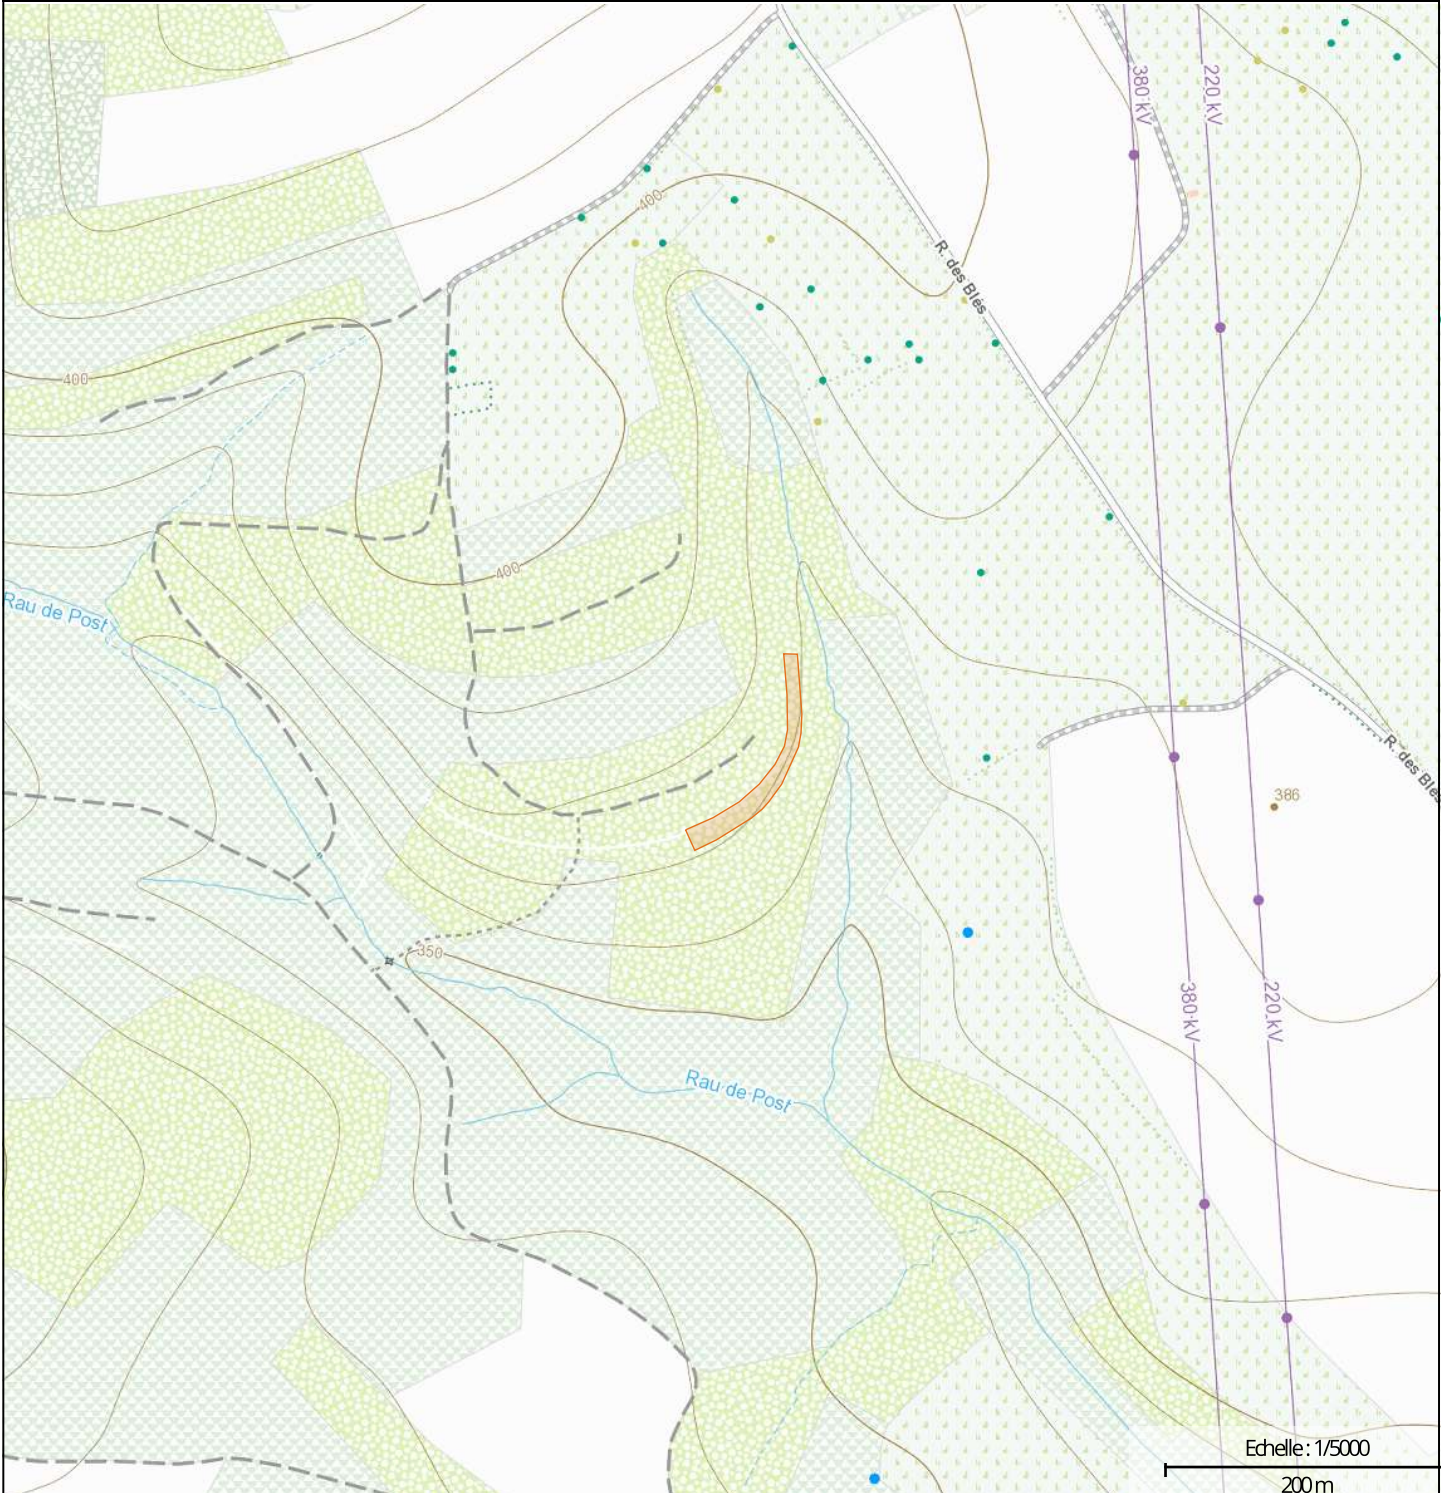 380 kV
220 kV
400
R. des Blés
400
400
Rau de Post
R. des Blés
386
350
380 kV
220 kV
Rau de Post
Echelle : 1/5000
200 m